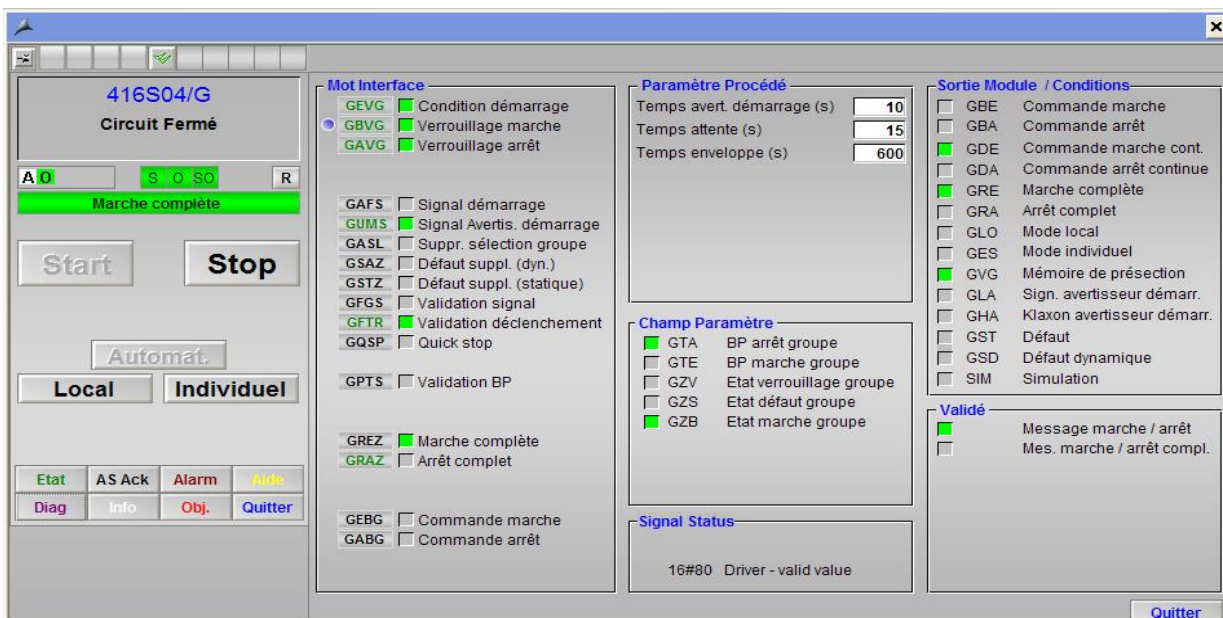 416S04/G
Circuit Fermé
A O S O SO R
Marche complète
Start Stop
Automat.
Local Individuel
Etat AS Ack Alarm Aide
Diag Info Obj. Quitter
Mot Interface
GEVG Condition démarrage
GBVG Verrouillage marche
GAVG Verrouillage arrêt
GAFS Signal démarrage
GUMS Signal Avertis. démarrage
GASL Suppr. sélection groupe
GSAZ Défaut suppl. (dyn.)
GSTZ Défaut suppl. (statique)
GFGS Validation signal
GFTR Validation déclenchement
GQSP Quick stop
GPTS Validation BP
GREZ Marche complète
GRAZ Arrêt complet
GEBG Commande marche
GABG Commande arrêt
Paramètre Procédé
Temps avert. démarrage (s) 10
Temps attente (s) 15
Temps enveloppe (s) 600
Champ Paramètre
GTA BP arrêt groupe
GTE BP marche groupe
GZV Etat verrouillage groupe
GZS Etat défaut groupe
GZB Etat marche groupe
Signal Status
16#80 Driver - valid value
Sortie Module / Conditions
GBE Commande marche
GBA Commande arrêt
GDE Commande marche cont.
GDA Commande arrêt continue
GRE Marche complète
GRA Arrêt complet
GLO Mode local
GES Mode individuel
GVG Mémoire de présection
GLA Sign. avertisseur démarr.
GHA Klaxon avertisseur démarr.
GST Défaut
GSD Défaut dynamique
SIM Simulation
Validé
Message marche / arrêt
Mes. marche / arrêt compl.
Quitter